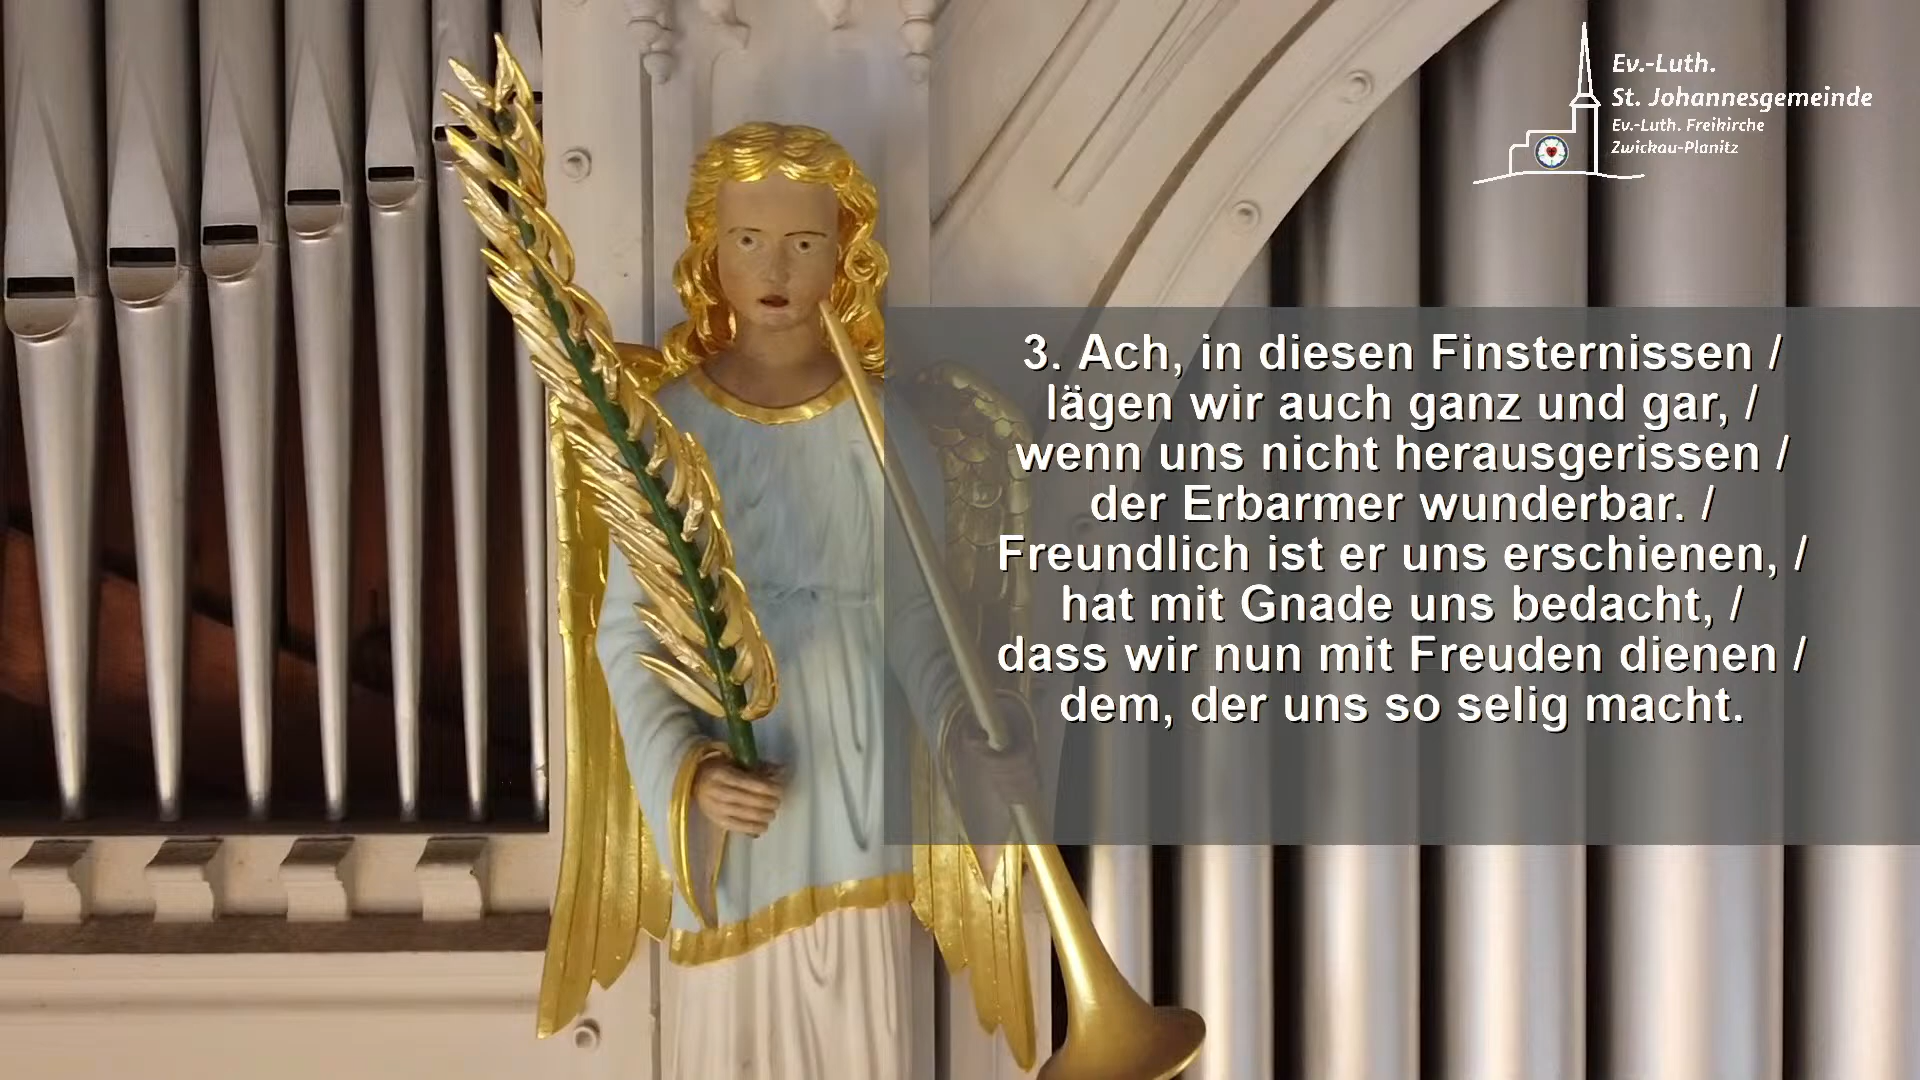 Ev.-Luth.
St. Johannesgemeinde
Ev.-Luth. Freikirche
Zwickau-Planitz
3. Ach, in diesen Finsternissen /
lägen wir auch ganz und gar, /
wenn uns nicht herausgerissen /
der Erbarmer wunderbar. /
Freundlich ist er uns erschienen, /
hat mit Gnade uns bedacht, /
dass wir nun mit Freuden dienen /
dem, der uns so selig macht.